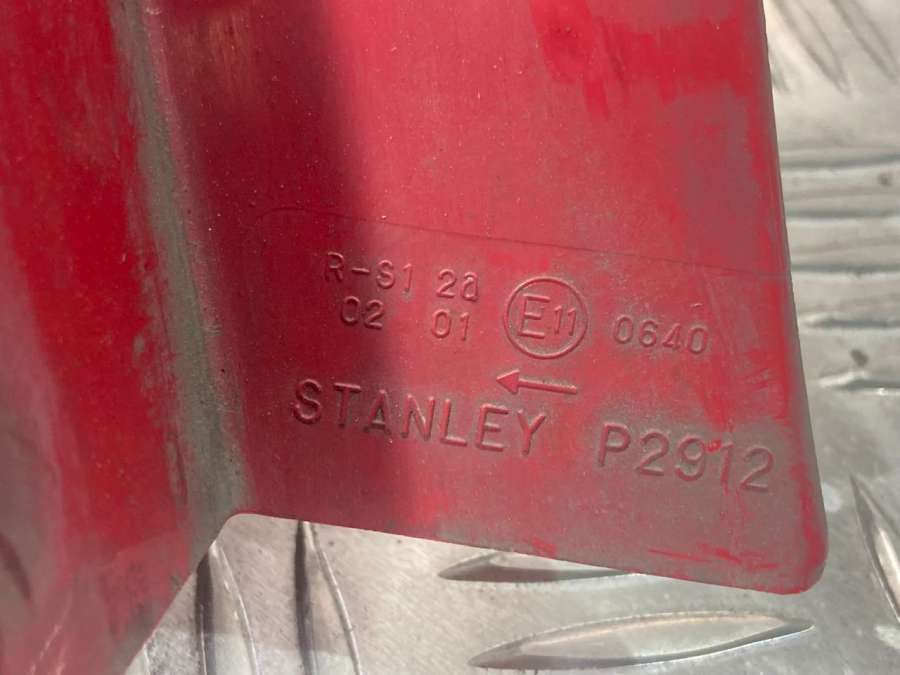 R-S1 2a
02 01
E11 0640
←
STANLEY P2912